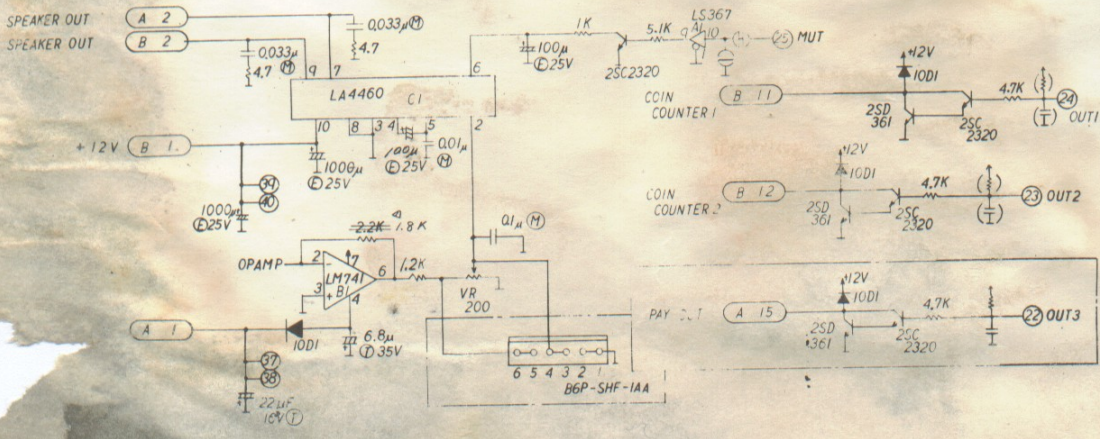 SPEAKER OUT A 2
SPEAKER OUT B 2
0.033μ Ⓜ
4.7
0.033μ
4.7 Ⓜ
9 7
6
LA4460 C1
10 8 3 4 5 2
+12V B 1
1000μ
Ⓔ 25V
100μ
Ⓔ 25V
0.01μ
Ⓜ
39
40
1000μ
Ⓔ 25V
100μ
Ⓔ 25V
1K
2SC2320
5.1K
LS367
9 A1 10
25 MUT
COIN
COUNTER 1
B 11
+12V
10D1
2SD
361
2SC
2320
4.7K
24
OUT1
COIN
COUNTER 2
B 12
+12V
10D1
2SD
361
2SC
2320
4.7K
23 OUT2
PAY OUT
A 15
+12V
10D1
2SD
361
2SC
2320
4.7K
22 OUT3
OPAMP
2.2K 1.8K
2 7
LM741 6
3 + B1 4
1.2K
0.1μ Ⓜ
VR
200
A 1
10D1
6.8μ
Ⓣ 35V
37
38
22μF
16V Ⓣ
6 5 4 3 2 1
B6P-SHF-1AA